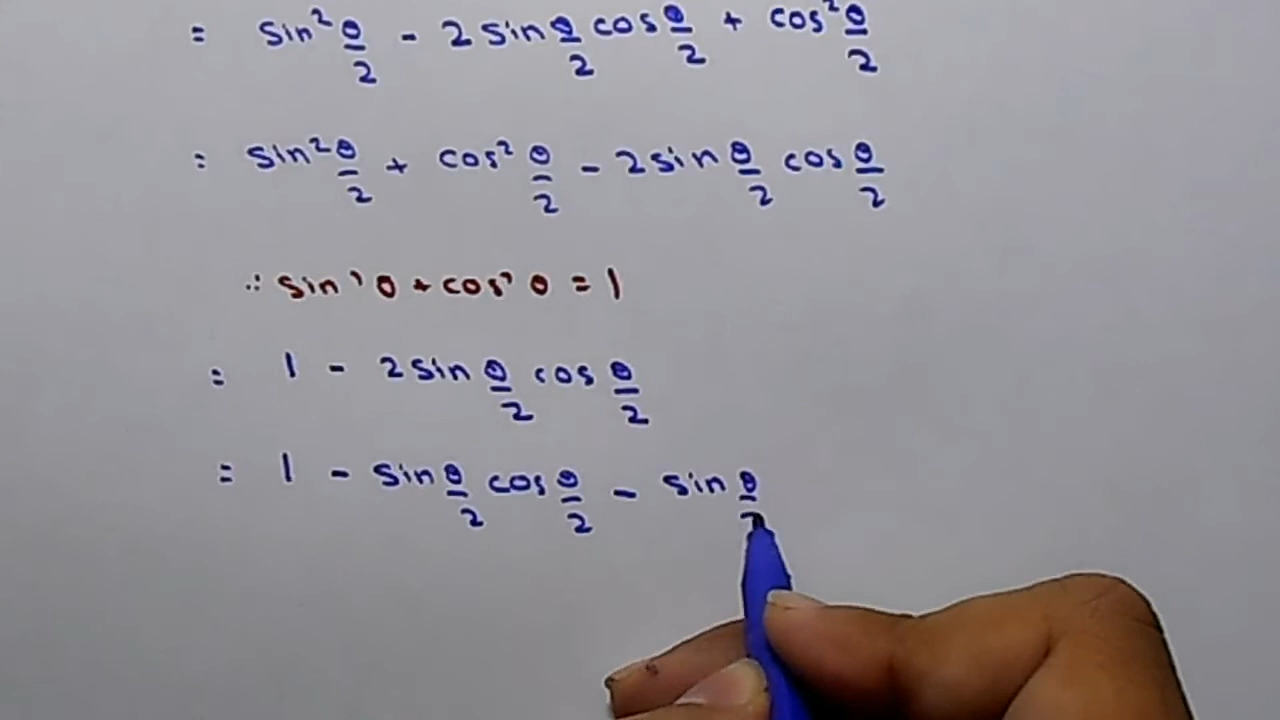 = sin²θ/2 - 2 sin θ/2 cos θ/2 + cos²θ/2
= sin²θ/2 + cos²θ/2 - 2 sin θ/2 cos θ/2
∵ sin²θ + cos²θ = 1
= 1 - 2 sin θ/2 cos θ/2
= 1 - sin θ/2 cos θ/2 - sin θ/2